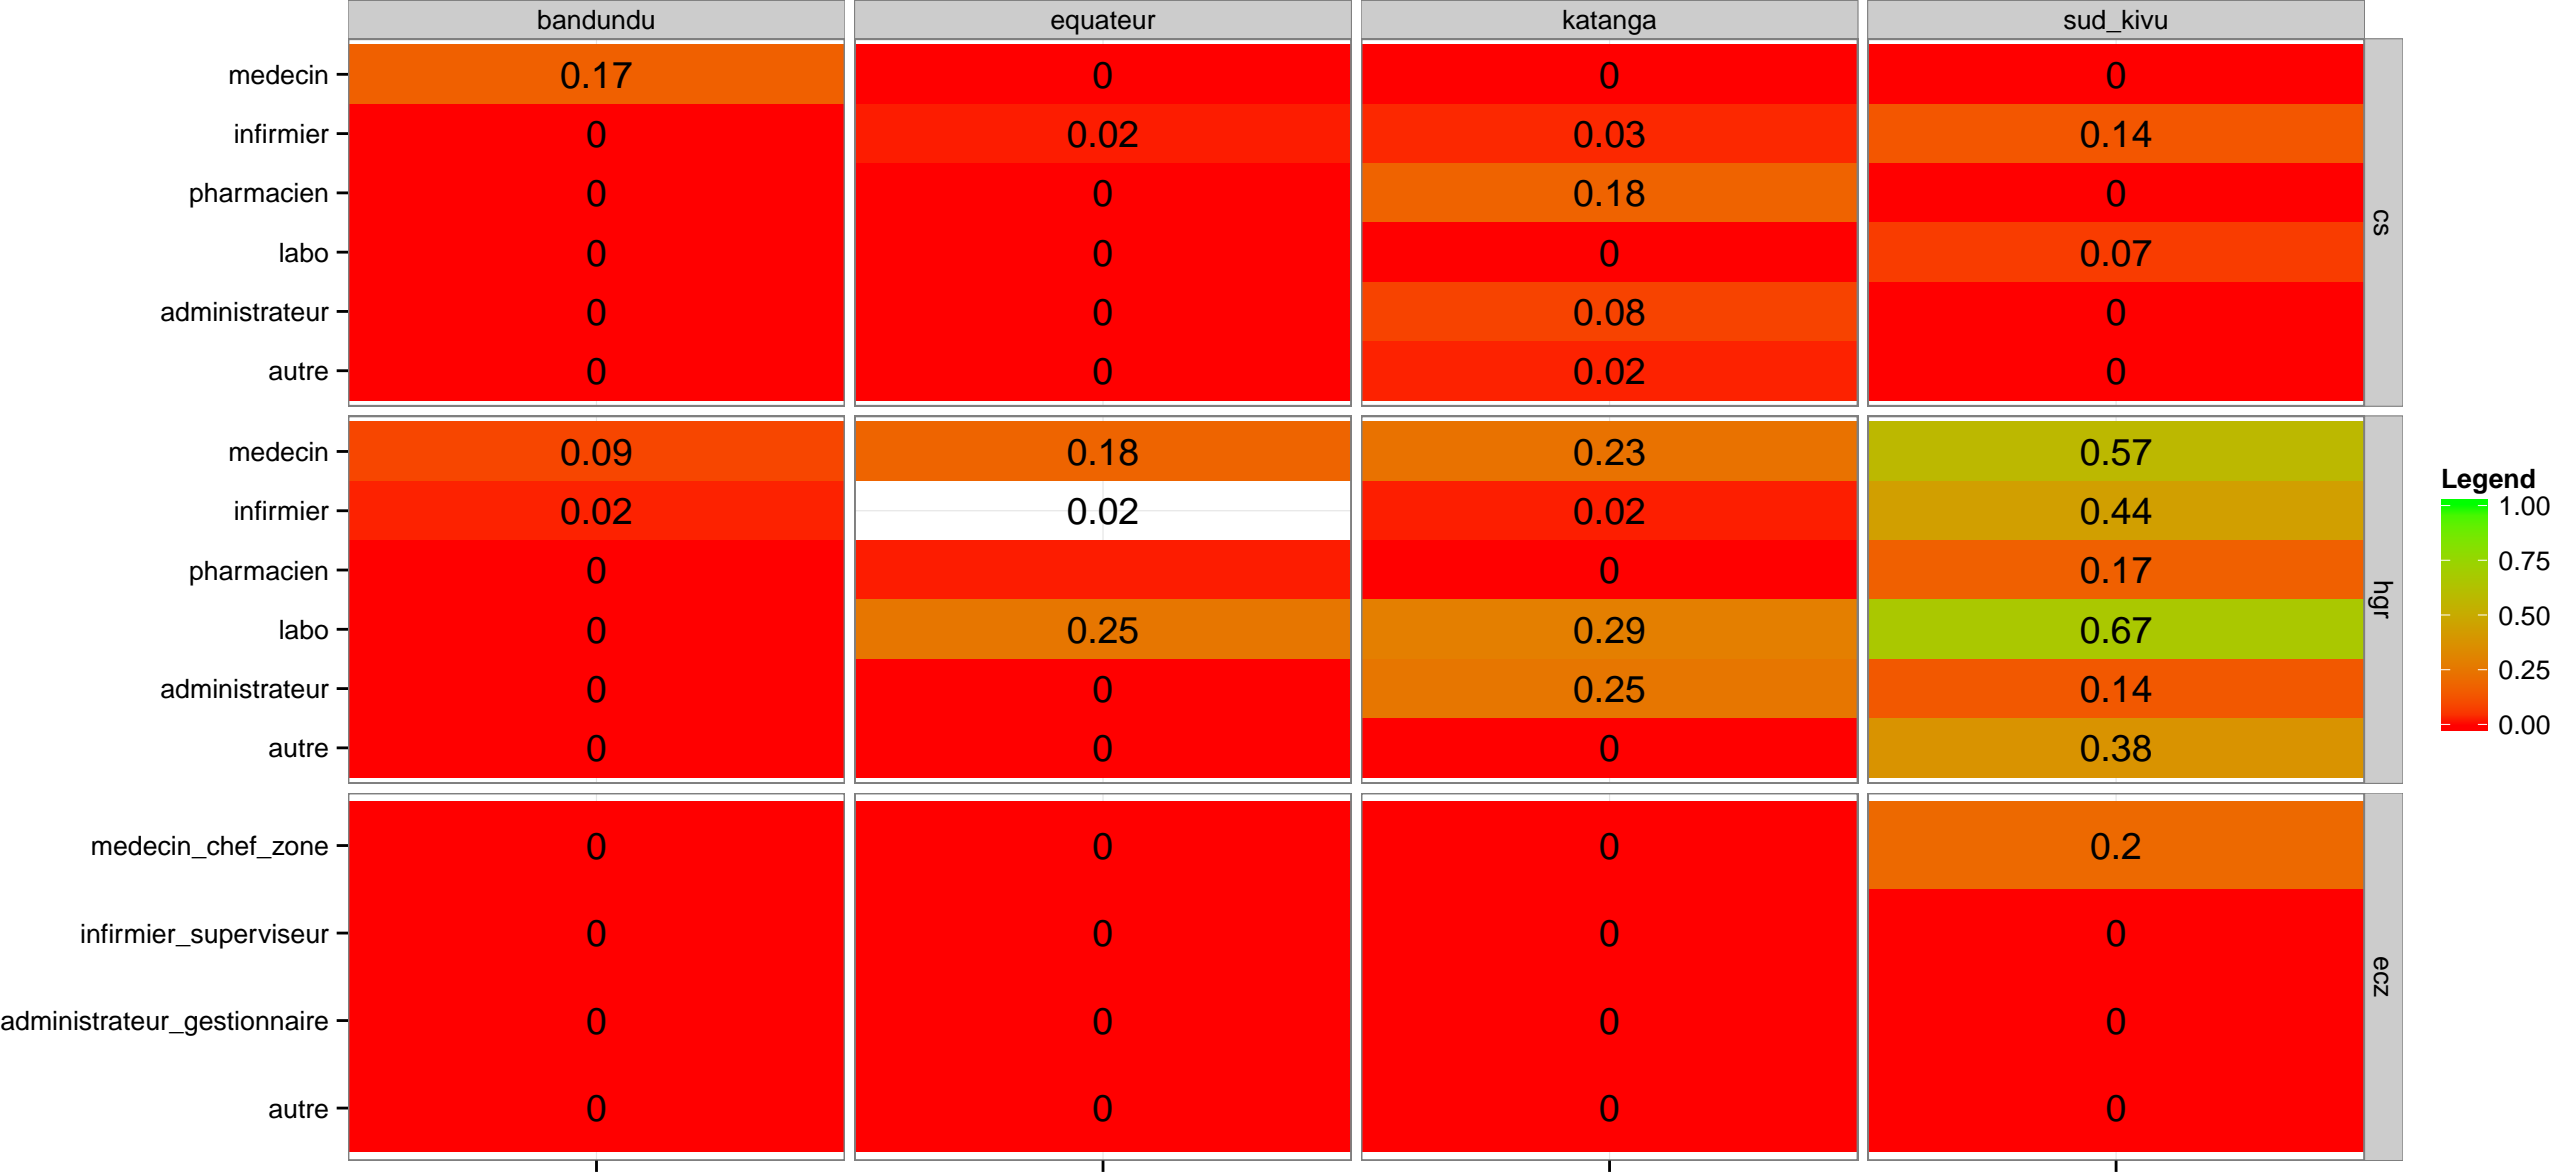 bandundu equateur katanga sud_kivu
medecin 0.17 0 0 0
infirmier 0 0.02 0.03 0.14
pharmacien 0 0 0.18 0
labo 0 0 0 0.07
administrateur 0 0 0.08 0
autre 0 0 0.02 0
cs
medecin 0.09 0.18 0.23 0.57
infirmier 0.02 0.02 0.02 0.44
pharmacien 0 0 0.17
labo 0 0.25 0.29 0.67
administrateur 0 0 0.25 0.14
autre 0 0 0 0.38
hgr
medecin_chef_zone 0 0 0 0.2
infirmier_superviseur 0 0 0 0
administrateur_gestionnaire 0 0 0 0
autre 0 0 0 0
ecz
Legend
1.00
0.75
0.50
0.25
0.00